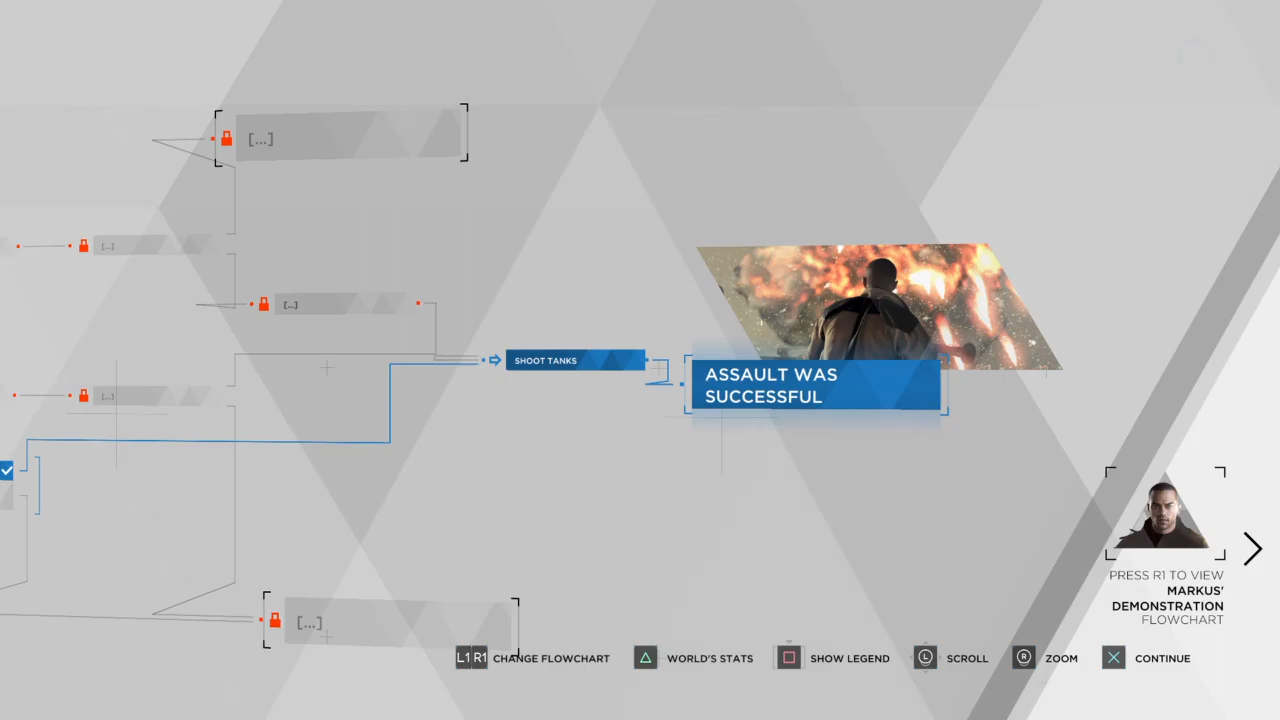 [...]
[...]
[...]
SHOOT TANKS
ASSAULT WAS
SUCCESSFUL
[...]
PRESS R1 TO VIEW
MARKUS'
DEMONSTRATION
FLOWCHART
[...]
L1 R1 CHANGE FLOWCHART WORLD'S STATS SHOW LEGEND L SCROLL R ZOOM CONTINUE